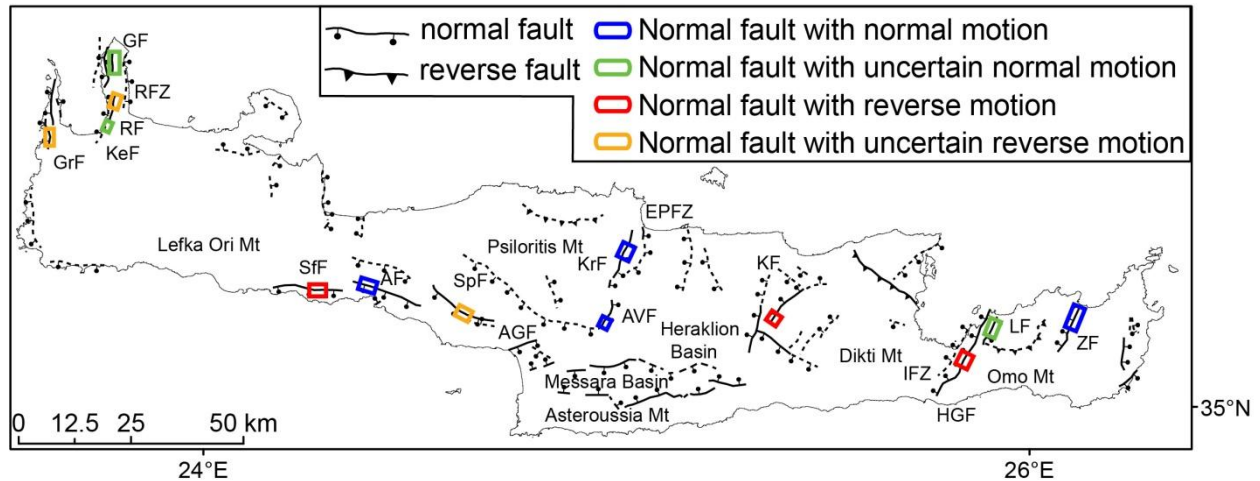 normal fault
reverse fault
Normal fault with normal motion
Normal fault with uncertain normal motion
Normal fault with reverse motion
Normal fault with uncertain reverse motion
GF
RFZ
RF
KeF
GrF
EPFZ
Lefka Ori Mt
Psiloritis Mt
KrF
SfF
AF
SpF
KF
AVF
AGF
Heraklion
Basin
Dikti Mt
LF
ZF
IFZ
Omo Mt
Messara Basin
Asteroussia Mt
HGF
0 12.5 25 50 km
35°N
24°E
26°E